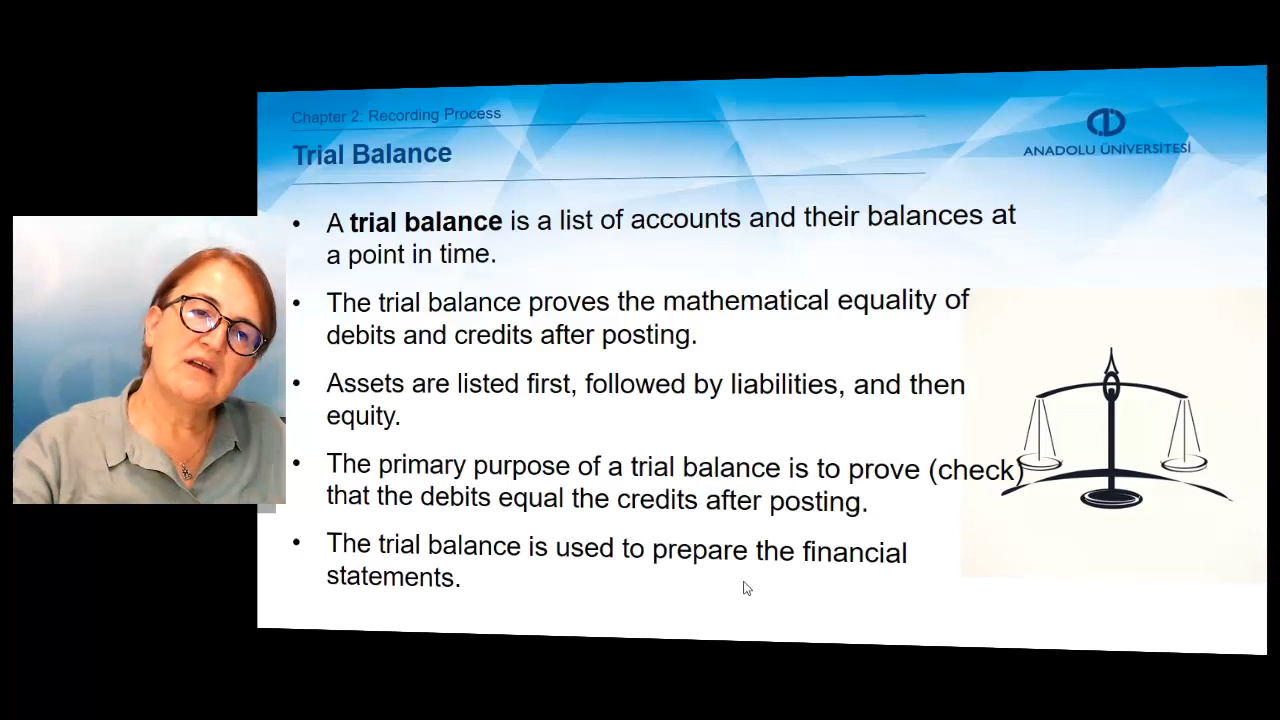 Chapter 2: Recording Process
Trial Balance
ANADOLU ÜNİVERSİTESİ
• A trial balance is a list of accounts and their balances at
a point in time.
• The trial balance proves the mathematical equality of
debits and credits after posting.
• Assets are listed first, followed by liabilities, and then
equity.
• The primary purpose of a trial balance is to prove (check)
that the debits equal the credits after posting.
• The trial balance is used to prepare the financial
statements.